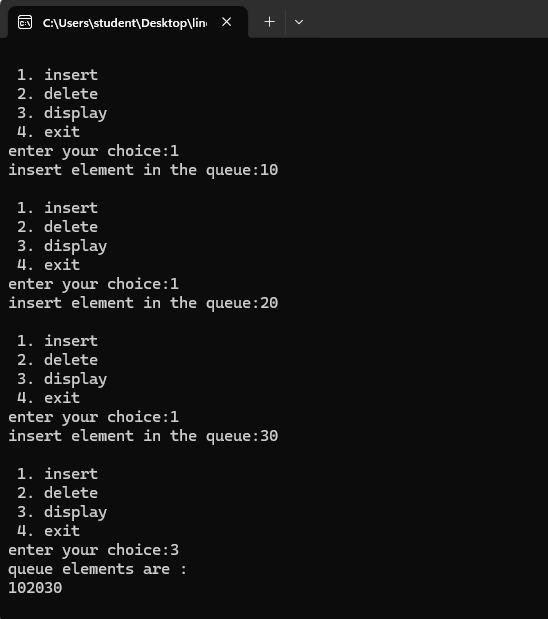 C:\Users\student\Desktop\lin
1. insert
2. delete
3. display
4. exit
enter your choice:1
insert element in the queue:10
1. insert
2. delete
3. display
4. exit
enter your choice:1
insert element in the queue:20
1. insert
2. delete
3. display
4. exit
enter your choice:1
insert element in the queue:30
1. insert
2. delete
3. display
4. exit
enter your choice:3
queue elements are :
102030